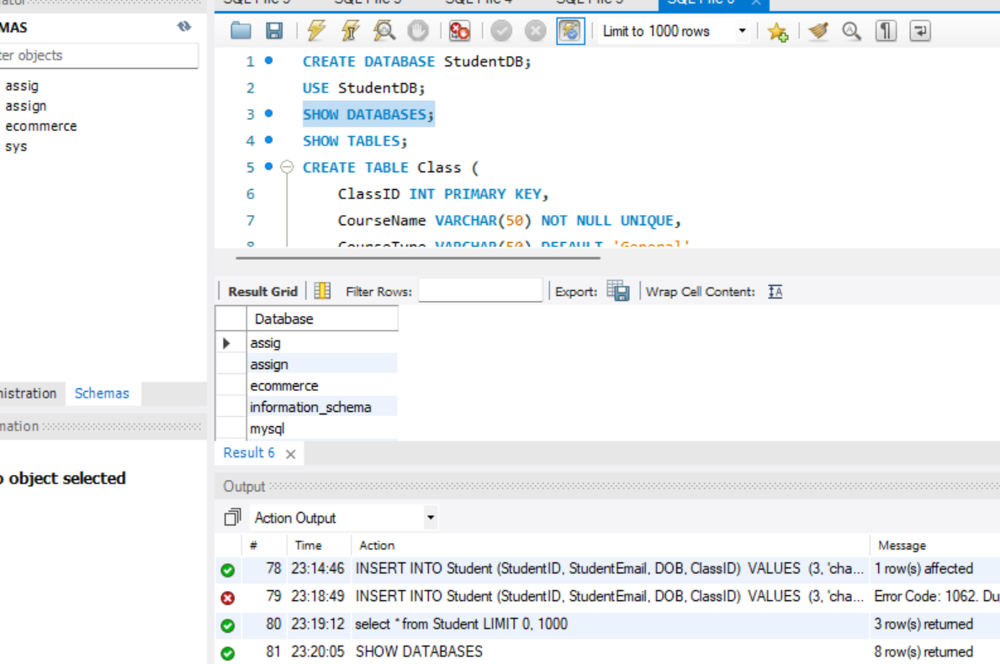 MAS
ter objects
assig
assign
ecommerce
sys
nistration Schemas
mation
o object selected
Limit to 1000 rows
1 CREATE DATABASE StudentDB;
2 USE StudentDB;
3 SHOW DATABASES;
4 SHOW TABLES;
5 CREATE TABLE Class (
6 ClassID INT PRIMARY KEY,
7 CourseName VARCHAR(50) NOT NULL UNIQUE,
8 CourseType VARCHAR(50) DEFAULT 'General'
Result Grid Filter Rows: Export: Wrap Cell Content:
Database
assig
assign
ecommerce
information_schema
mysql
Result 6
Output
Action Output
# Time Action Message
78 23:14:46 INSERT INTO Student (StudentID, StudentEmail, DOB, ClassID) VALUES (3, 'cha... 1 row(s) affected
79 23:18:49 INSERT INTO Student (StudentID, StudentEmail, DOB, ClassID) VALUES (3, 'cha... Error Code: 1062. Du
80 23:19:12 select * from Student LIMIT 0, 1000 3 row(s) returned
81 23:20:05 SHOW DATABASES 8 row(s) returned